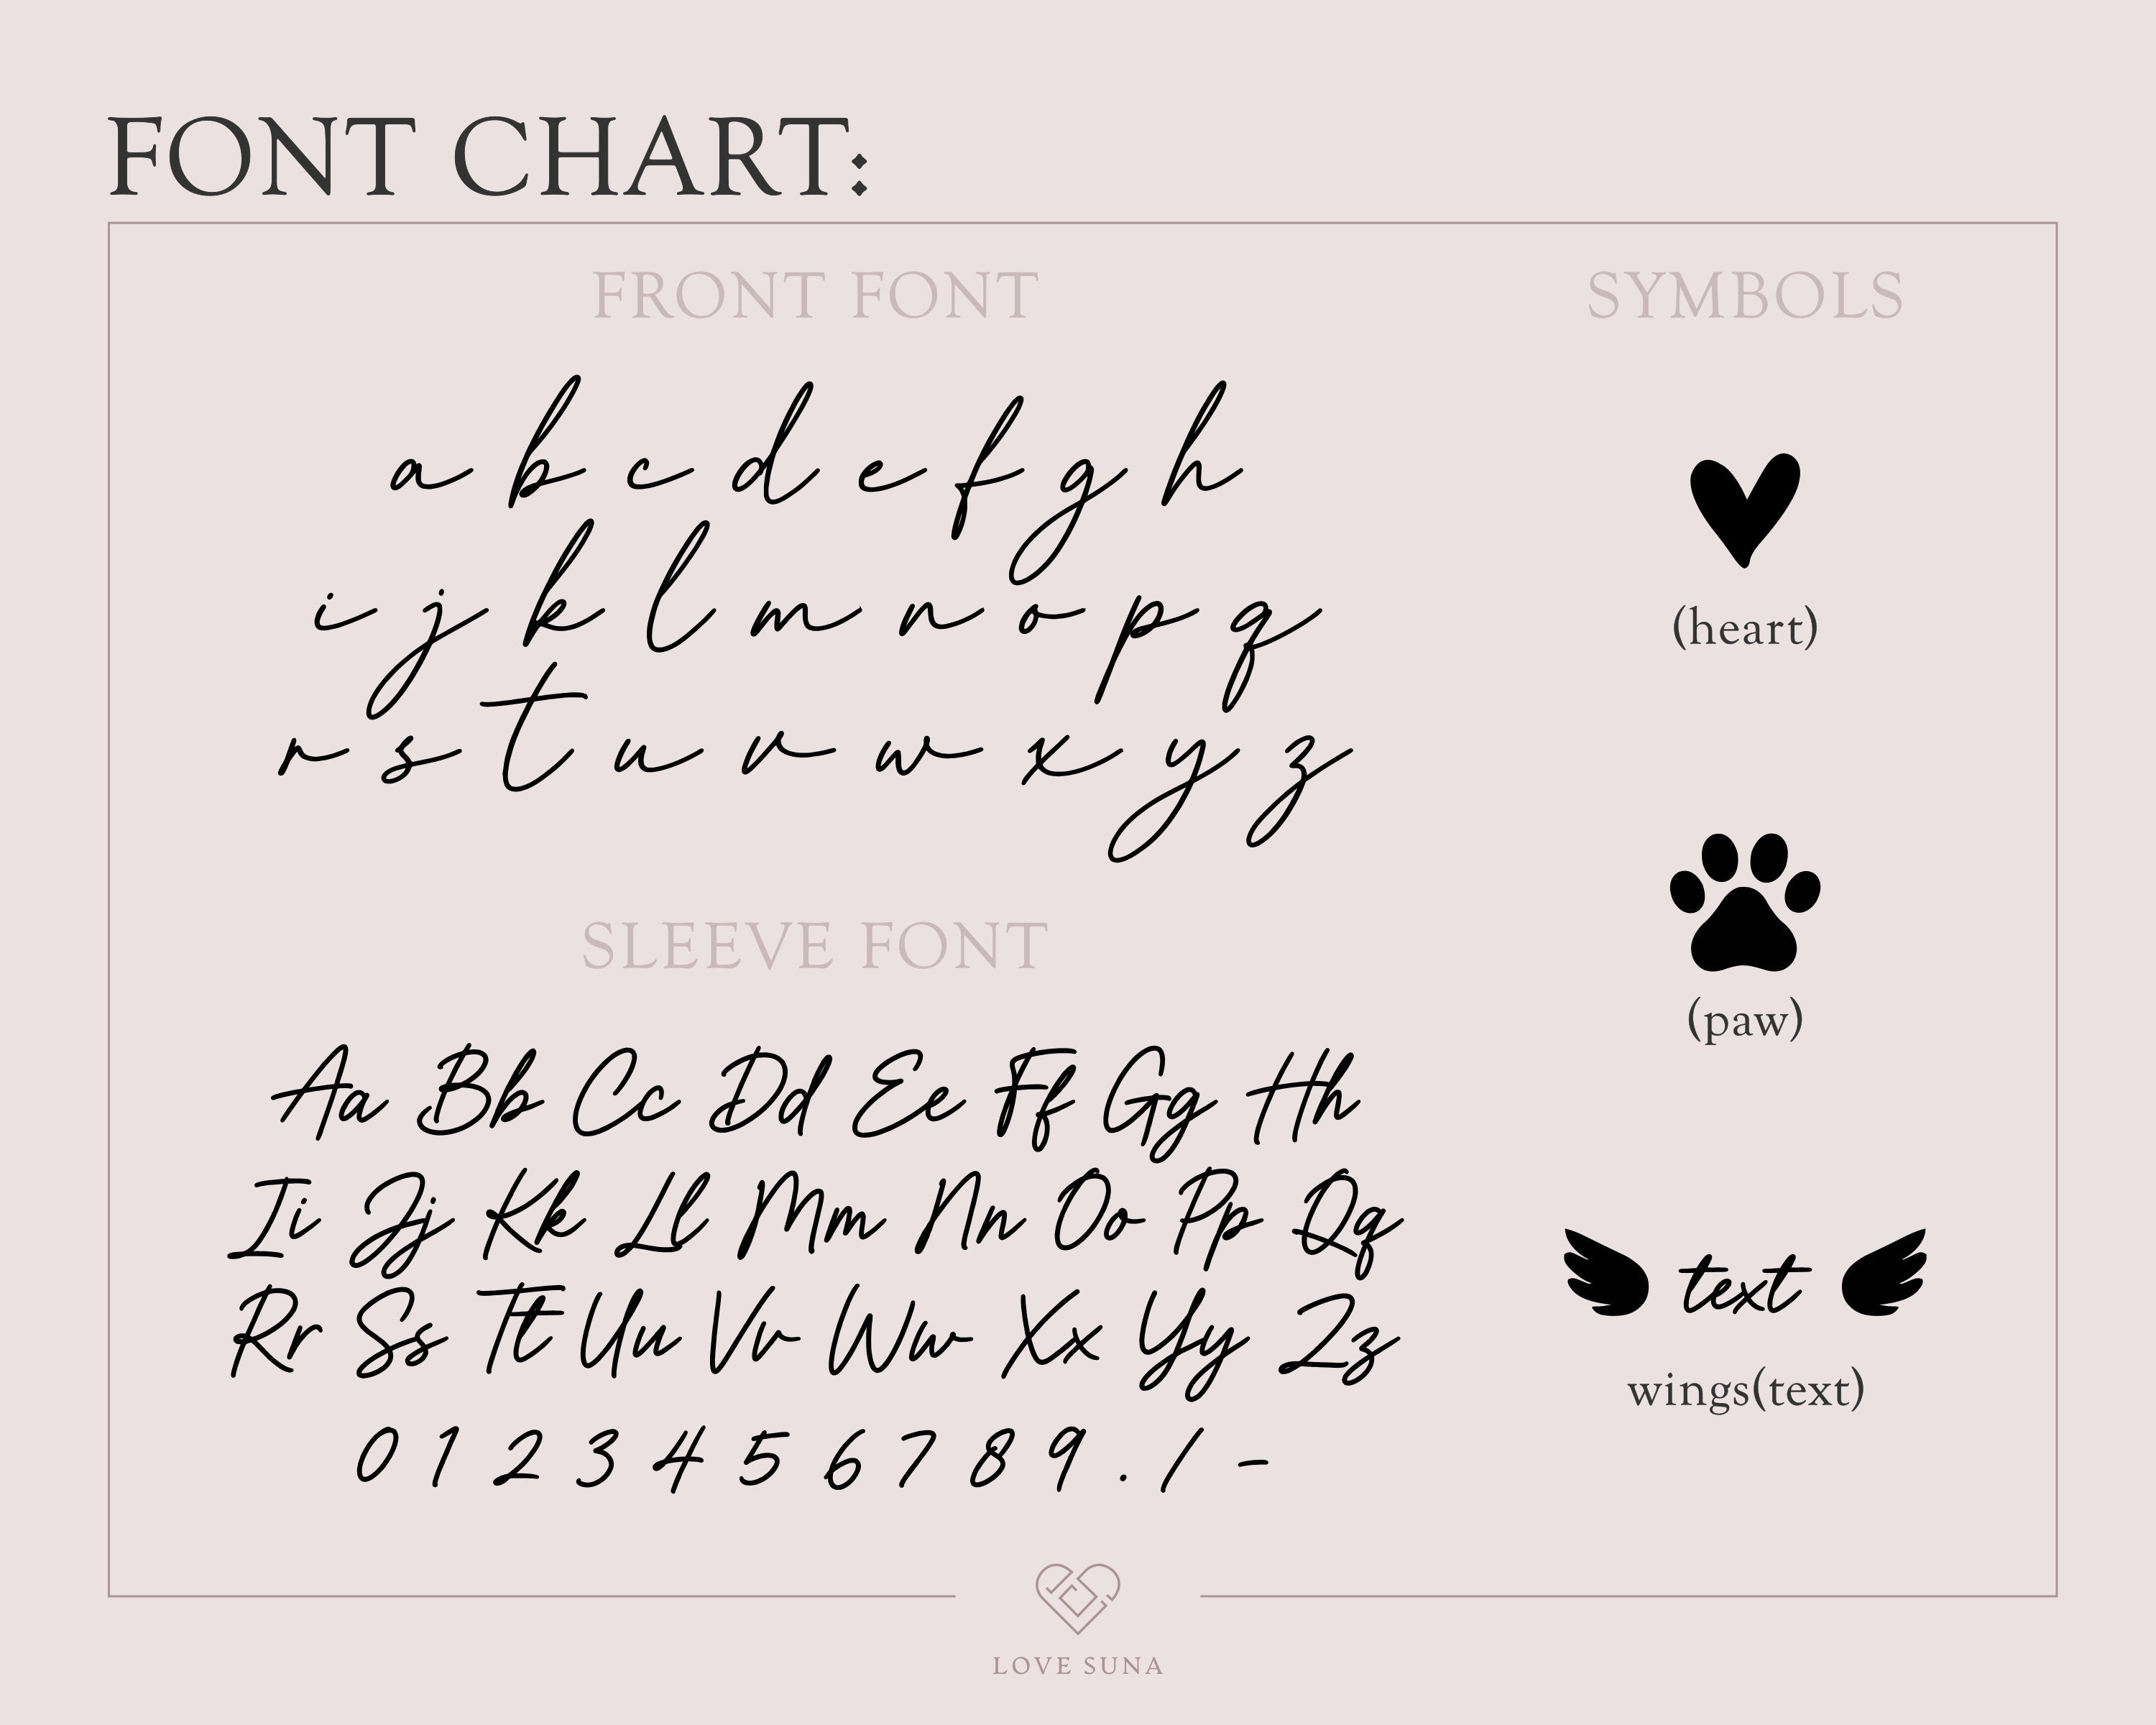 FONT CHART:
FRONT FONT
a b c d e f g h
i j k l m n o p q
r s t u v w x y z
SLEEVE FONT
Aa Bb Cc Dd Ee Ff Gg Hh
Ii Jj Kk Ll Mm Nn Oo Pp Qq
Rr Ss Tt Uu Vv Ww Xx Yy Zz
0 1 2 3 4 5 6 7 8 9 . / -
SYMBOLS
(heart)
(paw)
text
wings(text)
LOVE SUNA